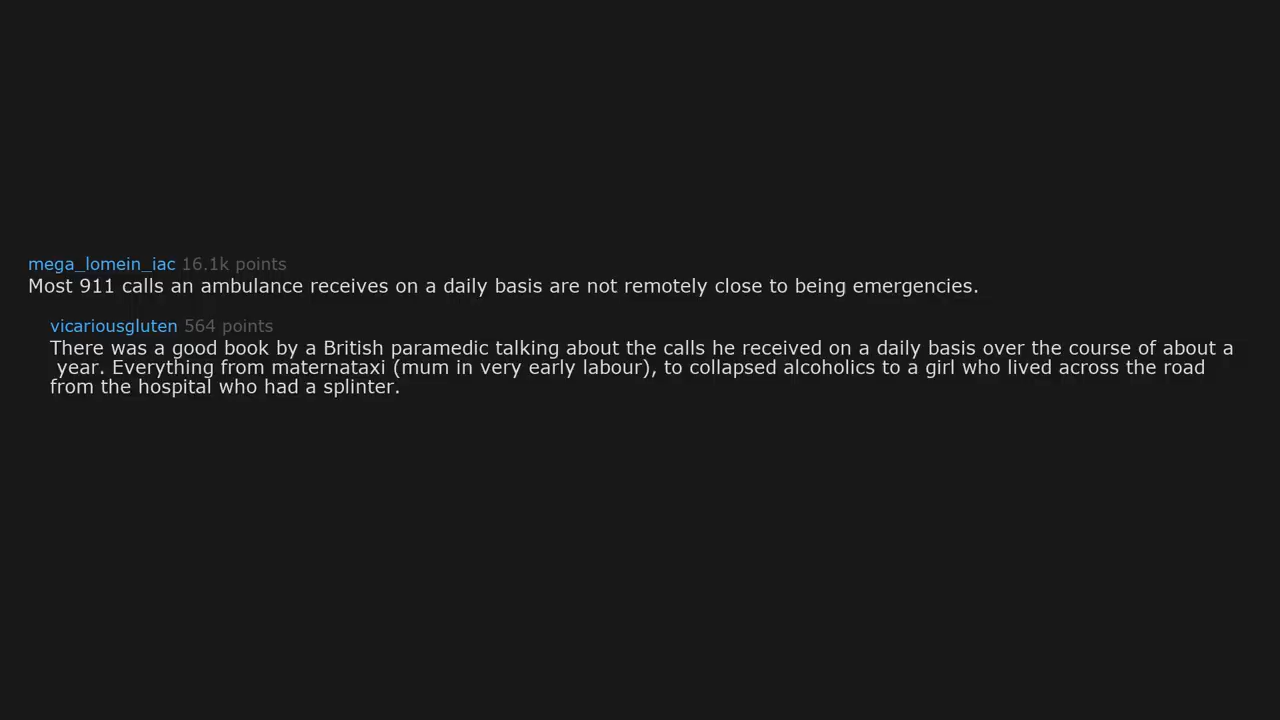 mega_lomein_iac 16.1k points
Most 911 calls an ambulance receives on a daily basis are not remotely close to being emergencies.
vicariousgluten 564 points
There was a good book by a British paramedic talking about the calls he received on a daily basis over the course of about a
year. Everything from maternataxi (mum in very early labour), to collapsed alcoholics to a girl who lived across the road
from the hospital who had a splinter.